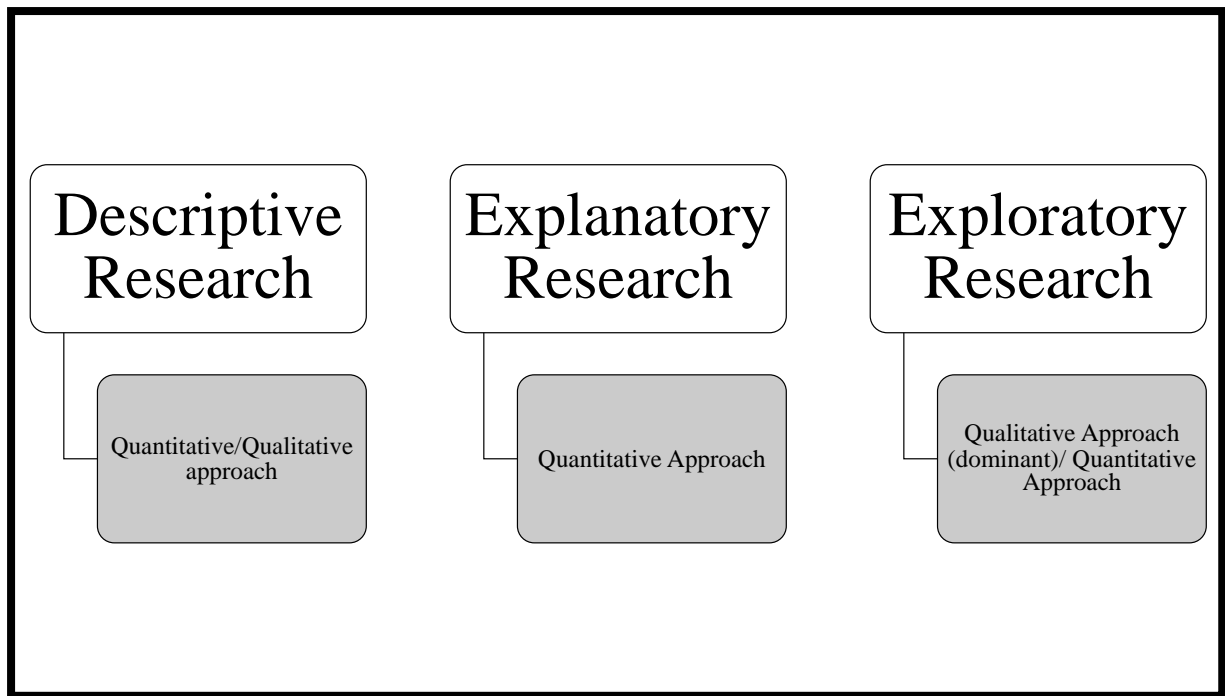 Descriptive
Research
Quantitative/Qualitative
approach
Explanatory
Research
Quantitative Approach
Exploratory
Research
Qualitative Approach
(dominant)/ Quantitative
Approach